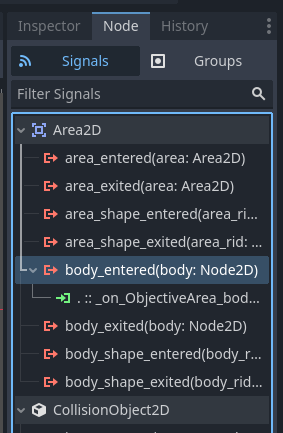 Inspector Node History
Signals Groups
Filter Signals
Area2D
area_entered(area: Area2D)
area_exited(area: Area2D)
area_shape_entered(area_ri...
area_shape_exited(area_rid: ...
body_entered(body: Node2D)
. :: _on_ObjectiveArea_bod...
body_exited(body: Node2D)
body_shape_entered(body_r...
body_shape_exited(body_rid...
CollisionObject2D